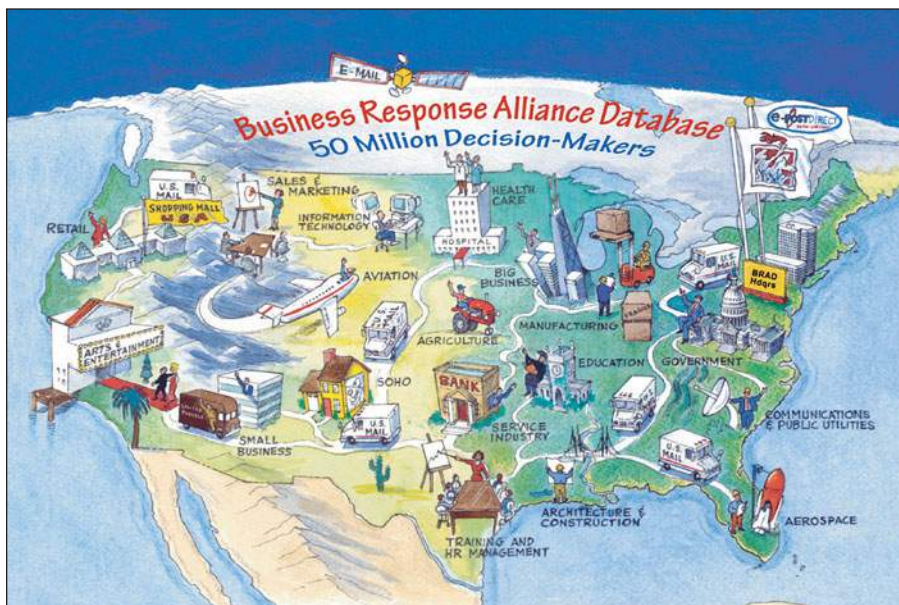 E-MAIL
Business Response Alliance Database
50 Million Decision-Makers
e-POSTDIRECT
U.S.
MAIL
SALES &
MARKETING
SHOPPING MALL
U S A
RETAIL
INFORMATION
TECHNOLOGY
HEALTH
CARE
HOSPITAL
AVIATION
BIG
BUSINESS
U.S.
MAIL
BRAD
Hdqrs
AGRICULTURE
MANUFACTURING
ARTS &
ENTERTAINMENT
SOHO
BANK
EDUCATION
GOVERNMENT
UNITED
PARCELS
U.S.
MAIL
SMALL
BUSINESS
SERVICE
INDUSTRY
U.S.
MAIL
COMMUNICATIONS
& PUBLIC UTILITIES
ARCHITECTURE &
CONSTRUCTION
AEROSPACE
TRAINING AND
HR MANAGEMENT